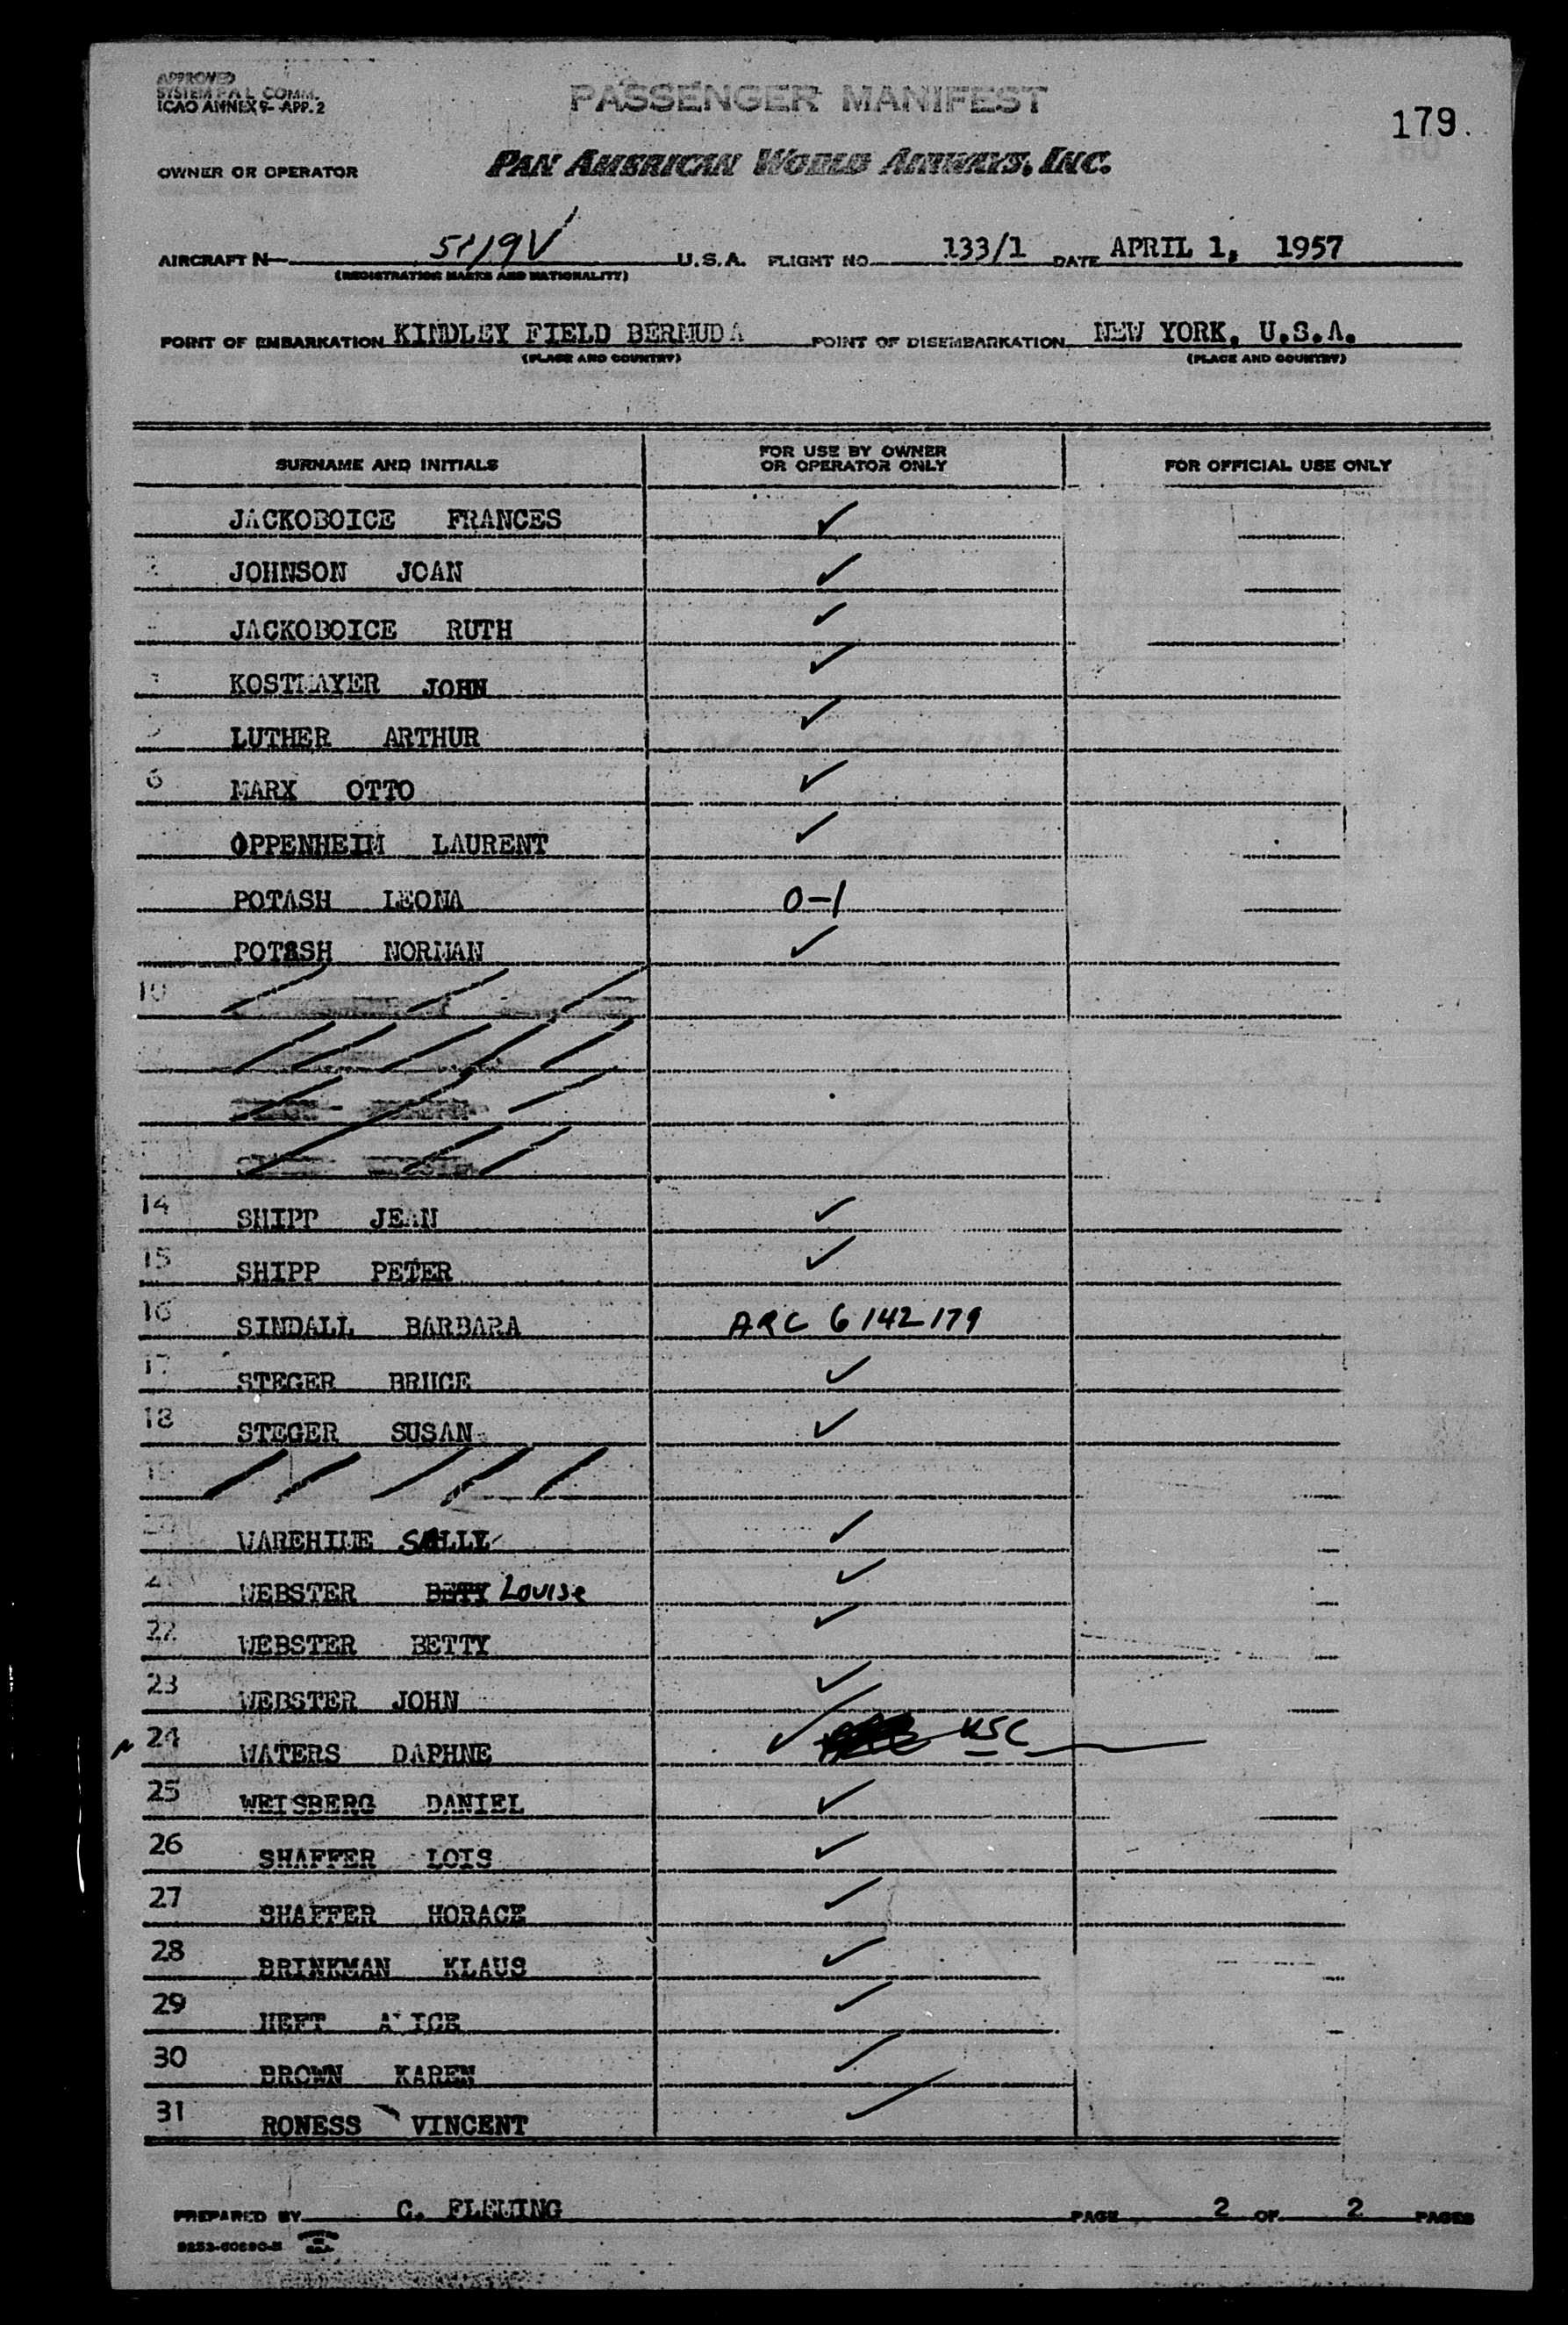 APPROVED
SYSTEM P A L COMM.
ICAO ANNEX 9- APP. 2
PASSENGER MANIFEST
179.
OWNER OR OPERATOR PAN AMERICAN WORLD AIRWAYS, INC.
AIRCRAFT N U.S.A. FLIGHT NO 133/1 DATE APRIL 1, 1957
(REGISTRATION MARKS AND NATIONALITY)
POINT OF EMBARKATION KINDLEY FIELD BERMUDA POINT OF DISEMBARKATION NEW YORK, U.S.A.
(PLACE AND COUNTRY) (PLACE AND COUNTRY)
SURNAME AND INITIALS FOR USE BY OWNER OR OPERATOR ONLY FOR OFFICIAL USE ONLY
JACKOBOICE FRANCES ✓
JOHNSON JOAN ✓
JACKOBOICE RUTH ✓
KOSTMAYER JOHN ✓
LUTHER ARTHUR ✓
6 MARX OTTO ✓
OPPENHEIM LAURENT ✓
POTASH LEONA 0-1
POTASH NORMAN ✓
10
14 SHIPP JEAN ✓
15 SHIPP PETER ✓
16 SINDALL BARBARA ARC 6 142 179
17 STEGER BRUCE ✓
18 STEGER SUSAN ✓
19
20 WAREHIME SALLY ✓
WEBSTER BETY Louise ✓
22 WEBSTER BETTY ✓
23 WEBSTER JOHN ✓
24 WATERS DAPHNE ✓ USC
25 WEISBERG DANIEL ✓
26 SHAFFER LOIS ✓
27 SHAFFER HORACE ✓
28 BRINKMAN KLAUS ✓
29 HEFT A ICE ✓
30 BROWN KAREN ✓
31 RONESS VINCENT ✓
PREPARED BY C. FLEMING PAGE 2 OF 2 PAGES